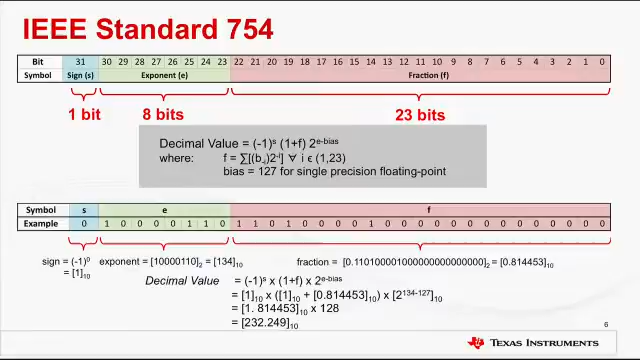 IEEE Standard 754
Bit 31 30 29 28 27 26 25 24 23 22 21 20 19 18 17 16 15 14 13 12 11 10 9 8 7 6 5 4 3 2 1 0
Symbol Sign (s) Exponent (e) Fraction (f)
1 bit 8 bits 23 bits
Decimal Value = (-1)ˢ (1+f) 2ᵉ⁻ᵇⁱᵃˢ
where: f = ∑[(b₋ᵢ)2⁻ⁱ] ∀ i ϵ (1,23)
bias = 127 for single precision floating-point
Symbol s e f
Example 0 1 0 0 0 0 1 1 0 1 1 0 1 0 0 0 0 1 0 0 0 0 0 0 0 0 0 0 0 0 0 0
sign = (-1)⁰ exponent = [10000110]₂ = [134]₁₀ fraction = [0.11010000100000000000000]₂ = [0.814453]₁₀
= [1]₁₀
Decimal Value = (-1)ˢ x (1+f) x 2ᵉ⁻ᵇⁱᵃˢ
= [1]₁₀ x ([1]₁₀ + [0.814453]₁₀) x [2¹³⁴⁻¹²⁷]₁₀
= [1. 814453]₁₀ x 128
= [232.249]₁₀
6
TEXAS INSTRUMENTS